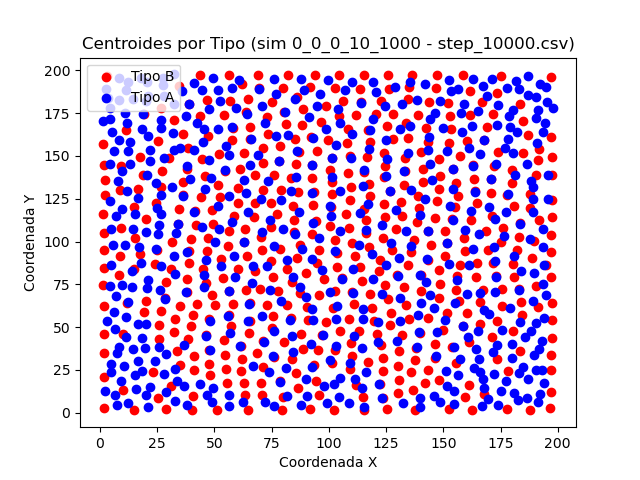 Centroides por Tipo (sim 0_0_0_10_1000 - step_10000.csv)
Tipo B
Tipo A
Coordenada Y
200
175
150
125
100
75
50
25
0
0 25 50 75 100 125 150 175 200
Coordenada X